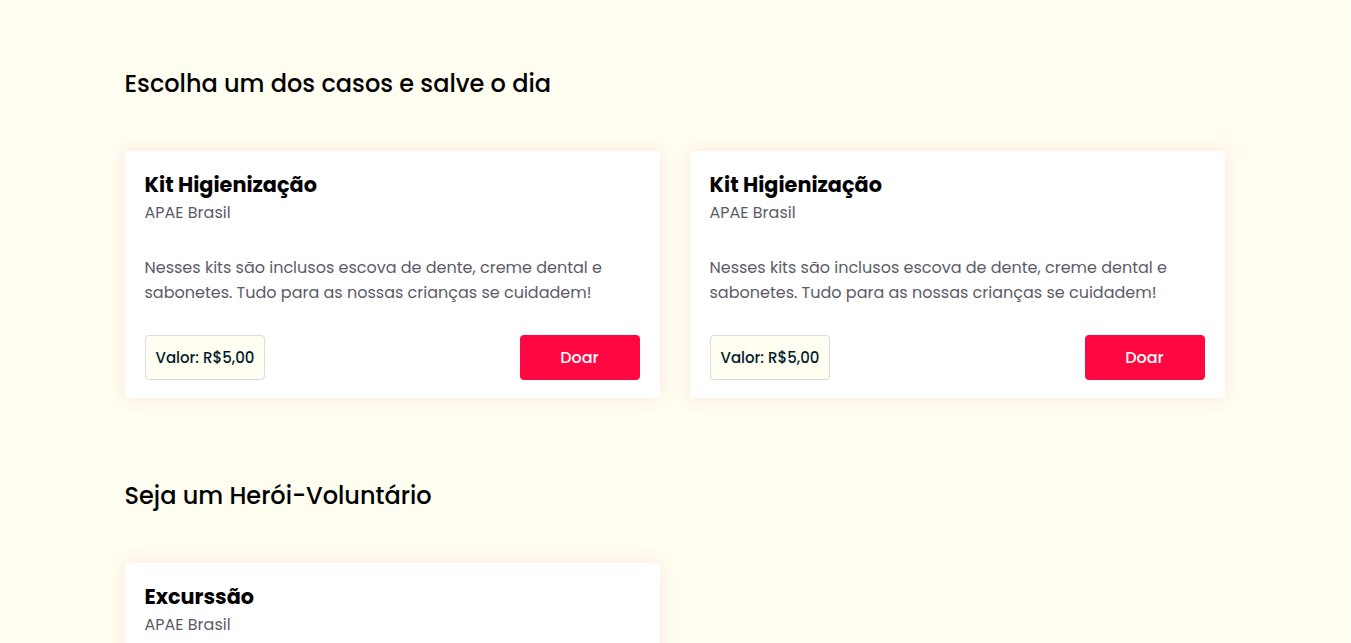 Escolha um dos casos e salve o dia
Kit Higienização
APAE Brasil
Nesses kits são inclusos escova de dente, creme dental e
sabonetes. Tudo para as nossas crianças se cuidadem!
Valor: R$5,00
Doar
Kit Higienização
APAE Brasil
Nesses kits são inclusos escova de dente, creme dental e
sabonetes. Tudo para as nossas crianças se cuidadem!
Valor: R$5,00
Doar
Seja um Herói-Voluntário
Excurssão
APAE Brasil